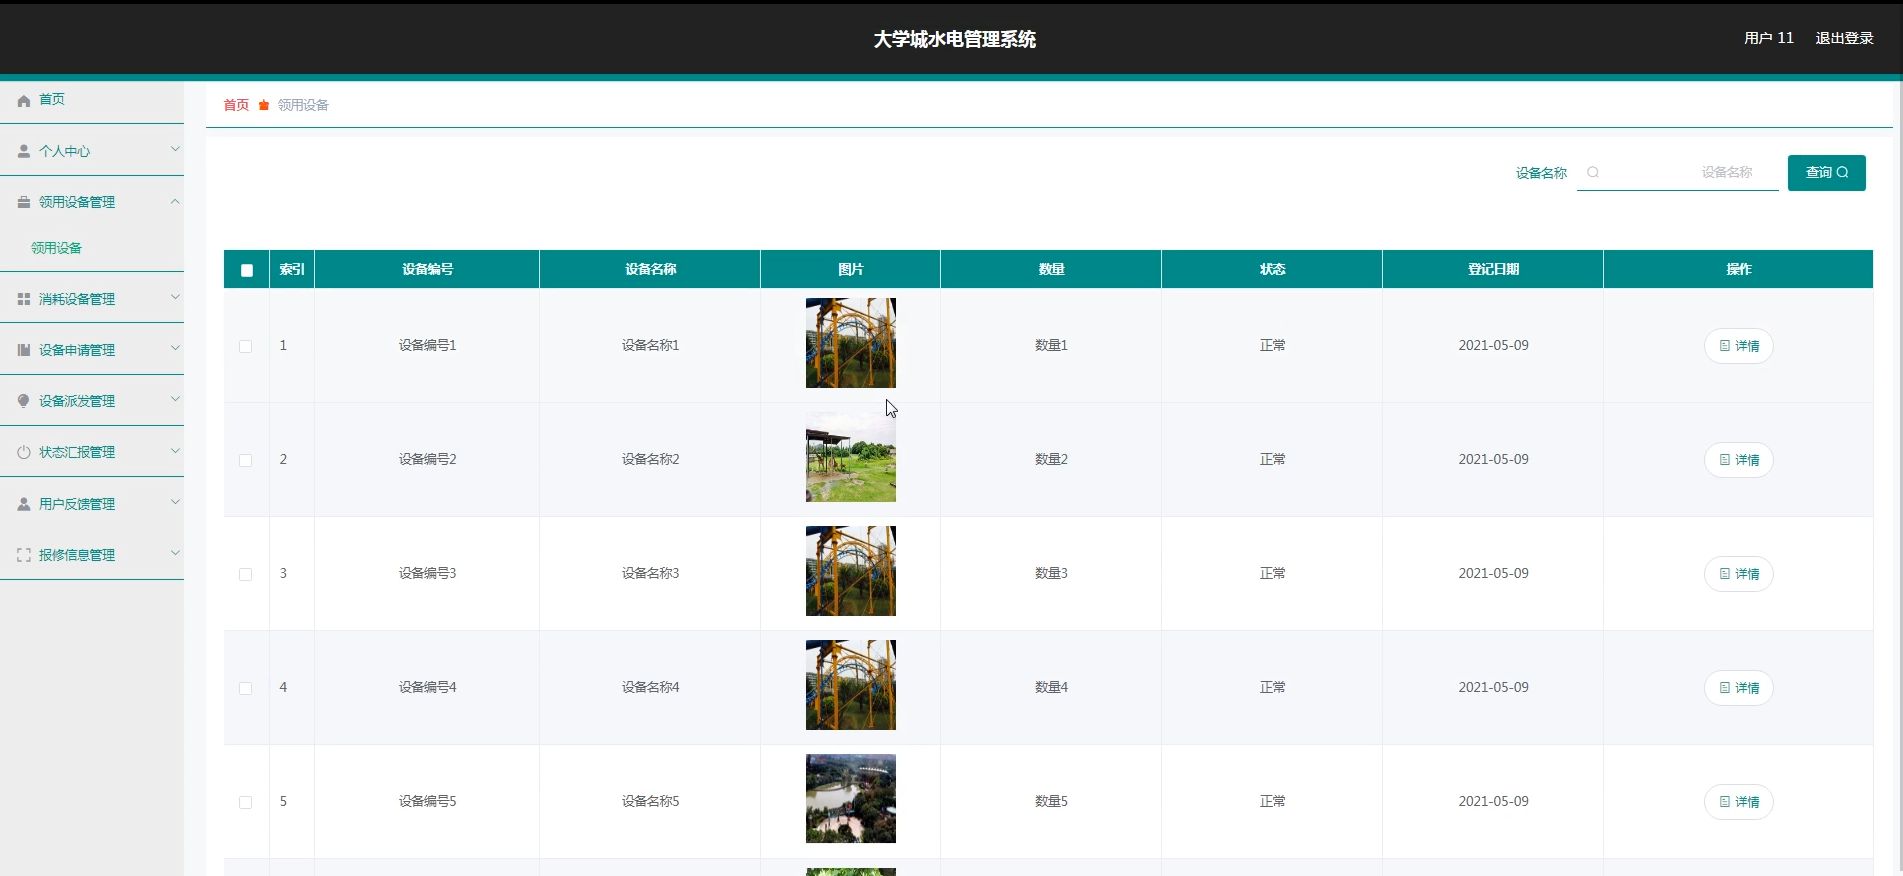 大学城水电管理系统
用户 11 退出登录
首页
个人中心
领用设备管理
领用设备
消耗设备管理
设备申请管理
设备派发管理
状态汇报管理
用户反馈管理
报修信息管理
首页 领用设备
设备名称 设备名称 查询
索引 设备编号 设备名称 图片 数量 状态 登记日期 操作
1 设备编号1 设备名称1 数量1 正常 2021-05-09 详情
2 设备编号2 设备名称2 数量2 正常 2021-05-09 详情
3 设备编号3 设备名称3 数量3 正常 2021-05-09 详情
4 设备编号4 设备名称4 数量4 正常 2021-05-09 详情
5 设备编号5 设备名称5 数量5 正常 2021-05-09 详情